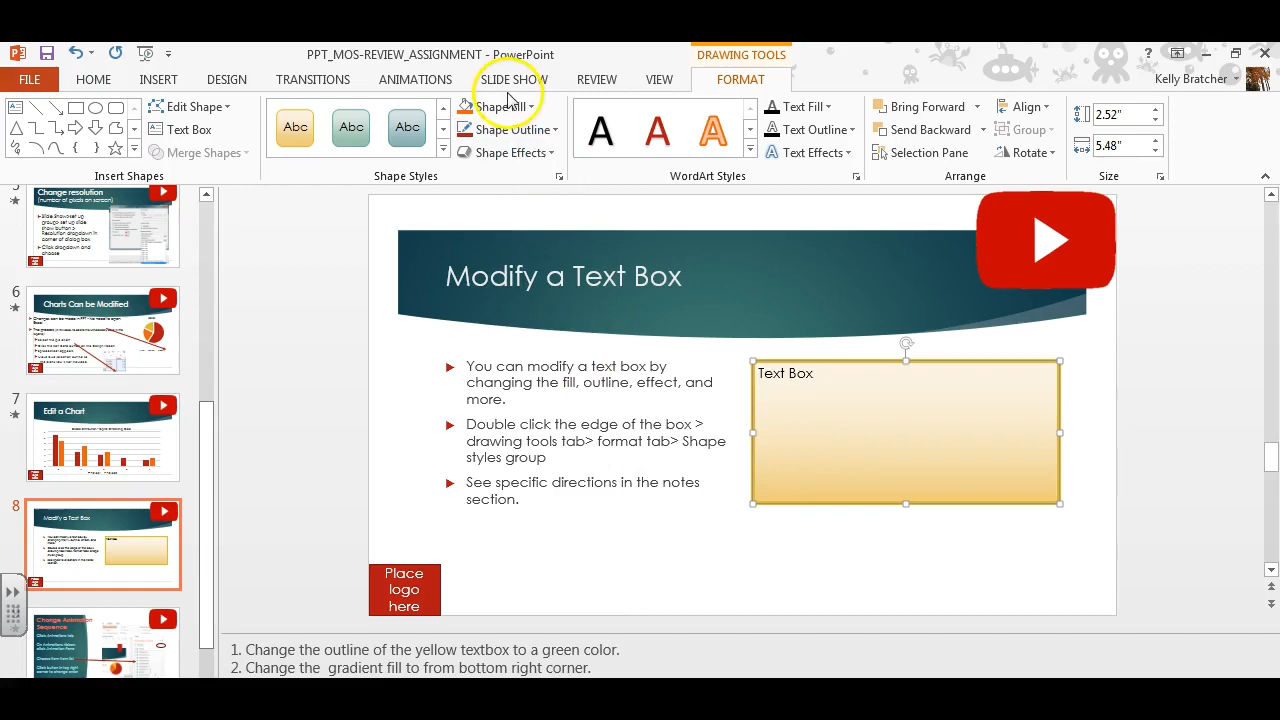 PPT_MOS-REVIEW_ASSIGNMENT - PowerPoint
DRAWING TOOLS
?
FILE
HOME
INSERT
DESIGN
TRANSITIONS
ANIMATIONS
SLIDE SHOW
REVIEW
VIEW
FORMAT
Kelly Bratcher
Edit Shape
Text Box
Merge Shapes
Insert Shapes
Abc
Abc
Abc
Shape Fill
Shape Outline
Shape Effects
Shape Styles
A
A
A
Text Fill
Text Outline
Text Effects
WordArt Styles
Bring Forward
Send Backward
Selection Pane
Align
Group
Rotate
Arrange
2.52"
5.48"
Size
Change resolution
(number of pixels on screen)
6
Charts Can be Modified
7
Edit a Chart
8
Modify a Text Box
Change Animation
Sequence:
Modify a Text Box
You can modify a text box by
changing the fill, outline, effect, and
more.
Double click the edge of the box >
drawing tools tab> format tab> Shape
styles group
See specific directions in the notes
section.
Text Box
Place
logo
here
1. Change the outline of the yellow textbox to a green color.
2. Change the gradient fill to from bottom right corner.